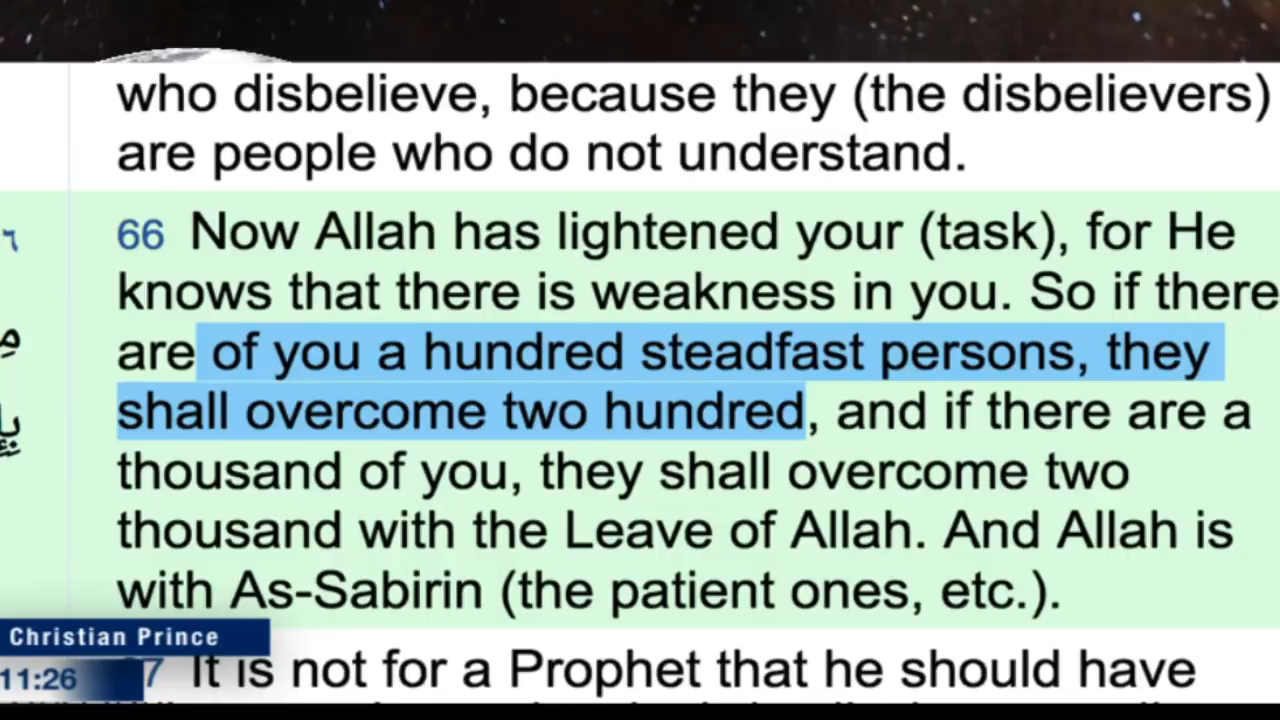 who disbelieve, because they (the disbelievers)
are people who do not understand.
66 Now Allah has lightened your (task), for He
knows that there is weakness in you. So if there
are of you a hundred steadfast persons, they
shall overcome two hundred, and if there are a
thousand of you, they shall overcome two
thousand with the Leave of Allah. And Allah is
with As-Sabirin (the patient ones, etc.).
Christian Prince
7 It is not for a Prophet that he should have
11:26